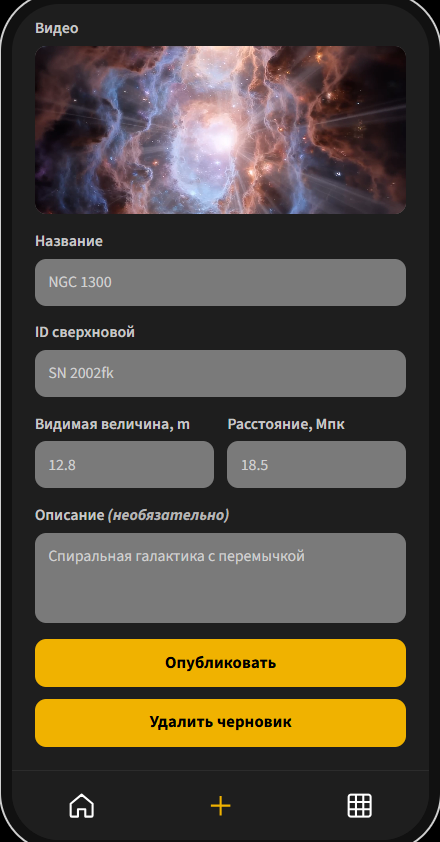 Видео
Название
NGC 1300
ID сверхновой
SN 2002fk
Видимая величина, m
Расстояние, Мпк
12.8
18.5
Описание (необязательно)
Спиральная галактика с перемычкой
Опубликовать
Удалить черновик